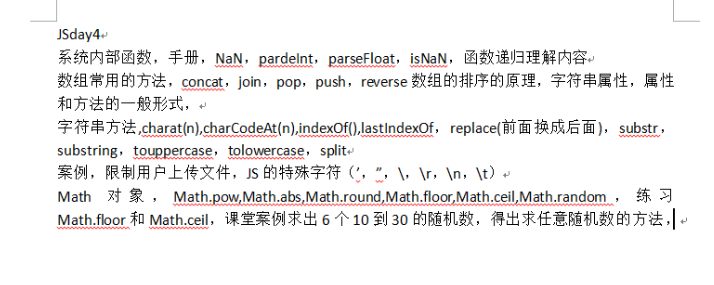 JSday4
系统内部函数，手册，NaN，pardeInt，parseFloat，isNaN，函数递归理解内容
数组常用的方法，concat，join，pop，push，reverse 数组的排序的原理，字符串属性，属性
和方法的一般形式，
字符串方法,charat(n),charCodeAt(n),indexOf(),lastIndexOf，replace(前面换成后面)，substr，
substring，touppercase，tolowercase，split
案例，限制用户上传文件，JS 的特殊字符（’，”，\，\r，\n，\t）
Math 对象，Math.pow,Math.abs,Math.round,Math.floor,Math.ceil,Math.random，练习
Math.floor 和 Math.ceil，课堂案例求出 6 个 10 到 30 的随机数，得出求任意随机数的方法，